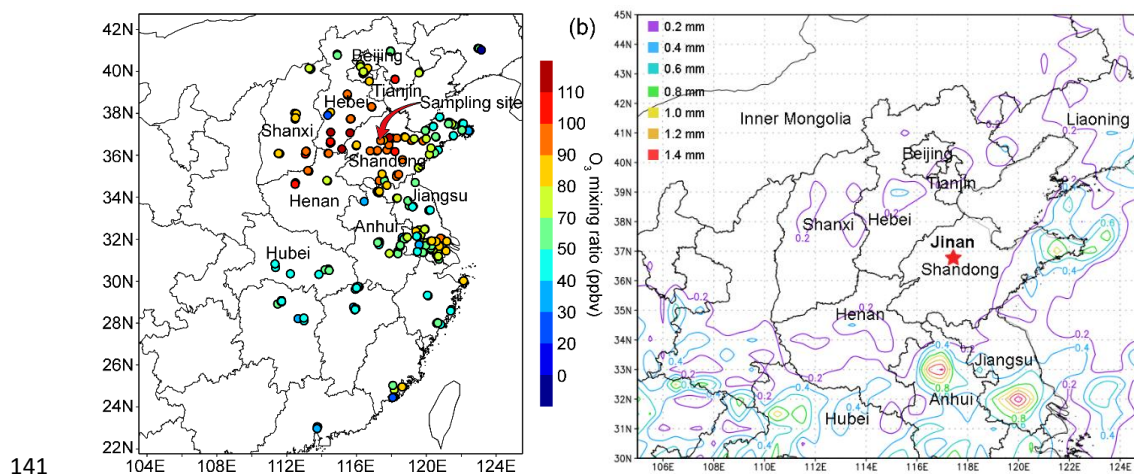 42N
40N
38N
36N
34N
32N
30N
28N
26N
24N
22N
104E
108E
112E
116E
120E
124E
Beijing
Tianjin
Hebei
Sampling site
Shanxi
Shandong
Henan
Jiangsu
Anhui
Hubei
110
100
90
80
70
60
50
40
30
20
10
0
O3 mixing ratio (ppbv)
(b)
45N
44N
43N
42N
41N
40N
39N
38N
37N
36N
35N
34N
33N
32N
31N
30N
0.2 mm
0.4 mm
0.6 mm
0.8 mm
1.0 mm
1.2 mm
1.4 mm
Inner Mongolia
Liaoning
Beijing
Tianjin
Shanxi
Hebei
Jinan
Shandong
Henan
Jiangsu
Anhui
Hubei
106E
108E
110E
112E
114E
116E
118E
120E
122E
124E
141